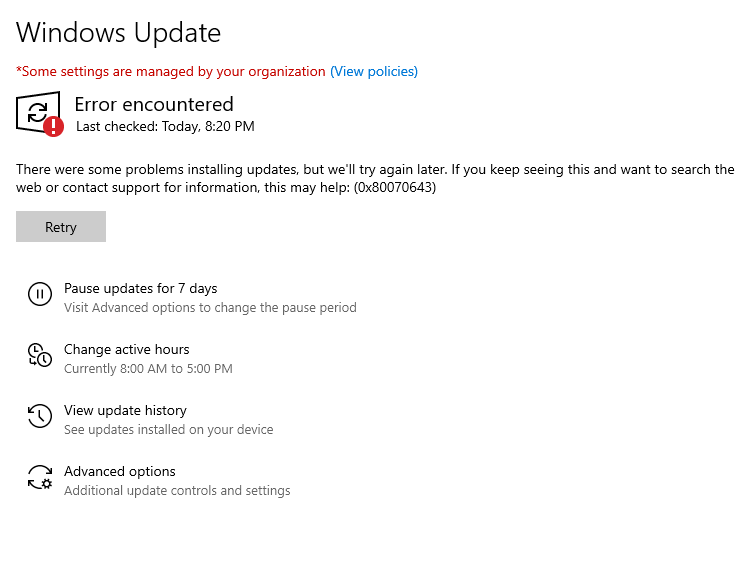 Windows Update
*Some settings are managed by your organization (View policies)
Error encountered
Last checked: Today, 8:20 PM
There were some problems installing updates, but we'll try again later. If you keep seeing this and want to search the
web or contact support for information, this may help: (0x80070643)
Retry
Pause updates for 7 days
Visit Advanced options to change the pause period
Change active hours
Currently 8:00 AM to 5:00 PM
View update history
See updates installed on your device
Advanced options
Additional update controls and settings